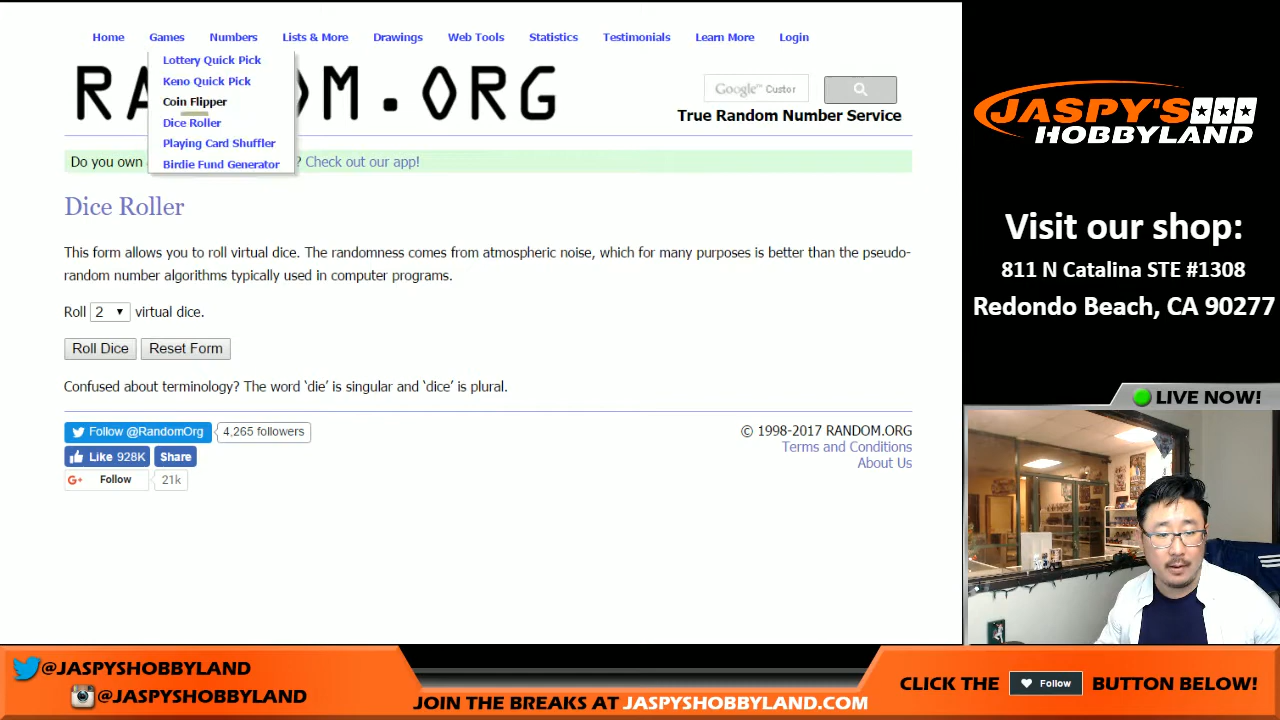 Home Games Numbers Lists & More Drawings Web Tools Statistics Testimonials Learn More Login
Lottery Quick Pick
Keno Quick Pick
Coin Flipper
Dice Roller
Playing Card Shuffler
Birdie Fund Generator
RA DOM.ORG
Google™ Custor
True Random Number Service
Do you own ? Check out our app!
Dice Roller
This form allows you to roll virtual dice. The randomness comes from atmospheric noise, which for many purposes is better than the pseudo-
random number algorithms typically used in computer programs.
Roll 2 virtual dice.
Roll Dice Reset Form
Confused about terminology? The word ‘die’ is singular and ‘dice’ is plural.
Follow @RandomOrg 4,265 followers
Like 928K Share
G+ Follow 21k
© 1998-2017 RANDOM.ORG
Terms and Conditions
About Us
JASPY'S
HOBBYLAND
Visit our shop:
811 N Catalina STE #1308
Redondo Beach, CA 90277
LIVE NOW!
@JASPYSHOBBYLAND
@JASPYSHOBBYLAND
JOIN THE BREAKS AT JASPYSHOBBYLAND.COM
CLICK THE Follow BUTTON BELOW!